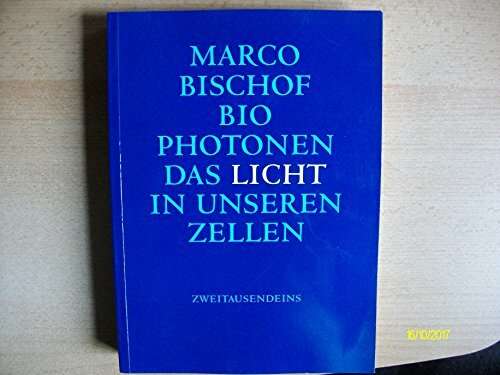 MARCO
BISCHOF
BIO
PHOTONEN
DAS LICHT
IN UNSEREN
ZELLEN
ZWEITAUSENDEINS
16/10/2017